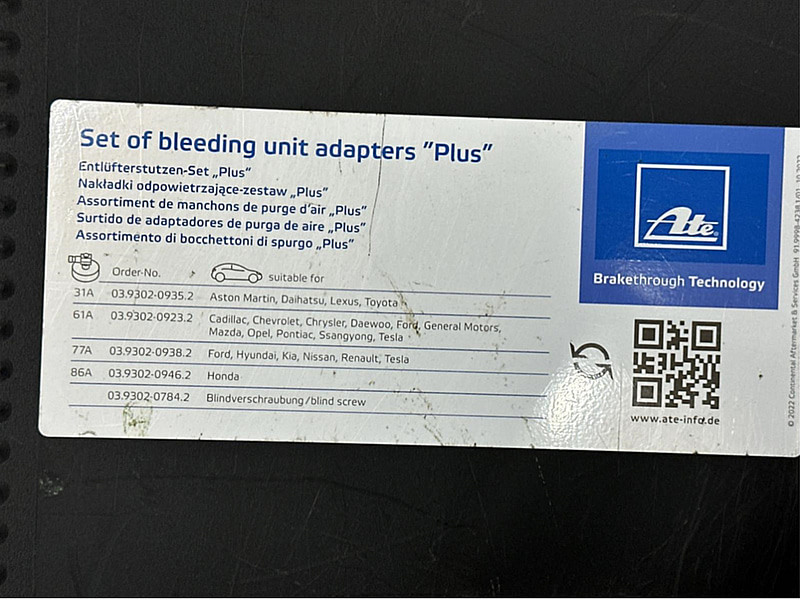 Set of bleeding unit adapters "Plus"
Entlüfterstutzen-Set „Plus“
Nakładki odpowietrzające-zestaw „Plus“
Assortiment de manchons de purge d'air „Plus“
Surtido de adaptadores de purga de aire „Plus“
Assortimento di bocchettoni di spurgo „Plus“
Order-No. suitable for
31A 03.9302-0935.2 Aston Martin, Daihatsu, Lexus, Toyota
61A 03.9302-0923.2 Cadillac, Chevrolet, Chrysler, Daewoo, Ford, General Motors,
Mazda, Opel, Pontiac, Ssangyong, Tesla
77A 03.9302-0938.2 Ford, Hyundai, Kia, Nissan, Renault, Tesla
86A 03.9302-0946.2 Honda
03.9302-0784.2 Blindverschraubung/blind screw
Ate®
Brakethrough Technology
www.ate-info.de
© 2022 Continental Aftermarket & Services GmbH